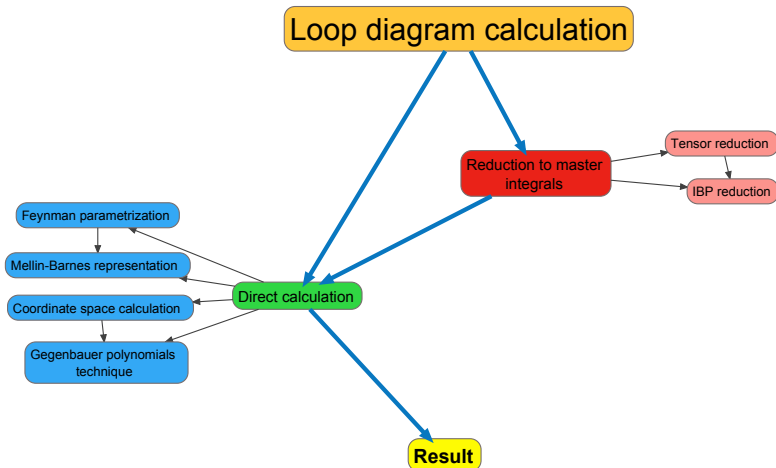 Loop diagram calculation
Tensor reduction
Reduction to master
integrals
IBP reduction
Feynman parametrization
Mellin-Barnes representation
Direct calculation
Coordinate space calculation
Gegenbauer polynomials
technique
Result